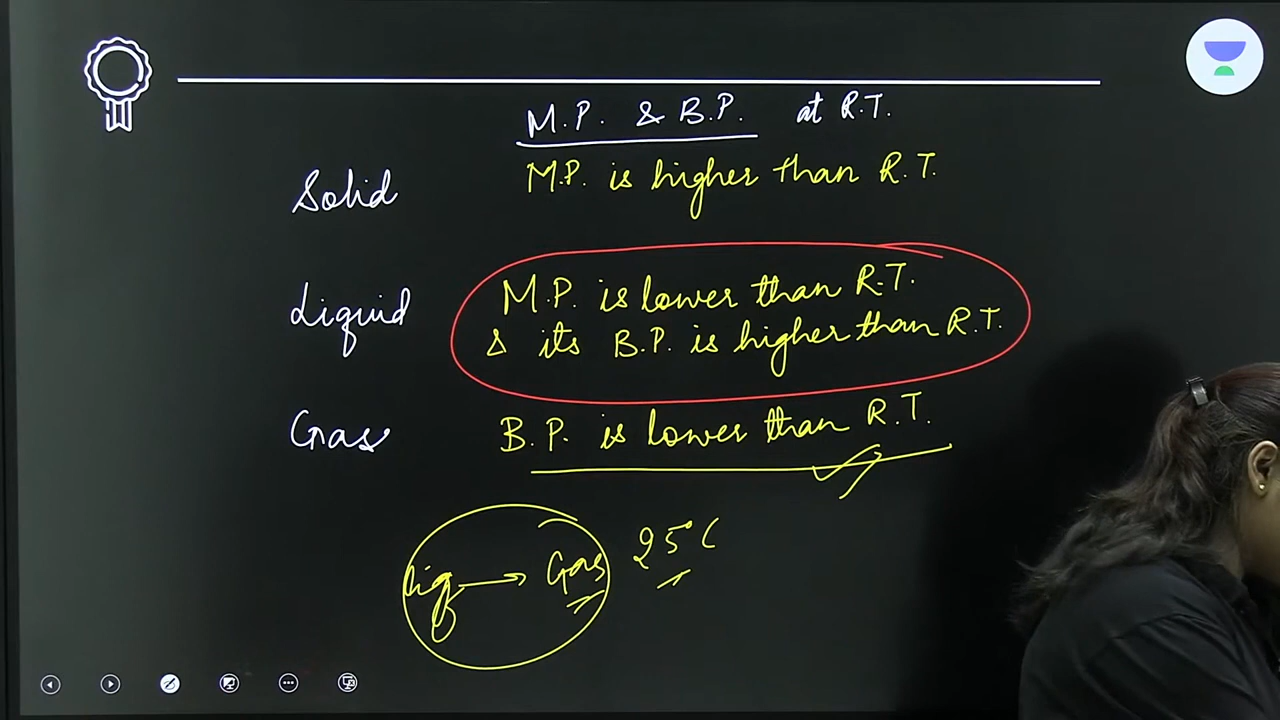 M.P. & B.P. at R.T.
Solid M.P. is higher than R.T.
Liquid M.P. is lower than R.T.
& its B.P. is higher than R.T.
Gas B.P. is lower than R.T.
liq → Gas 25°C